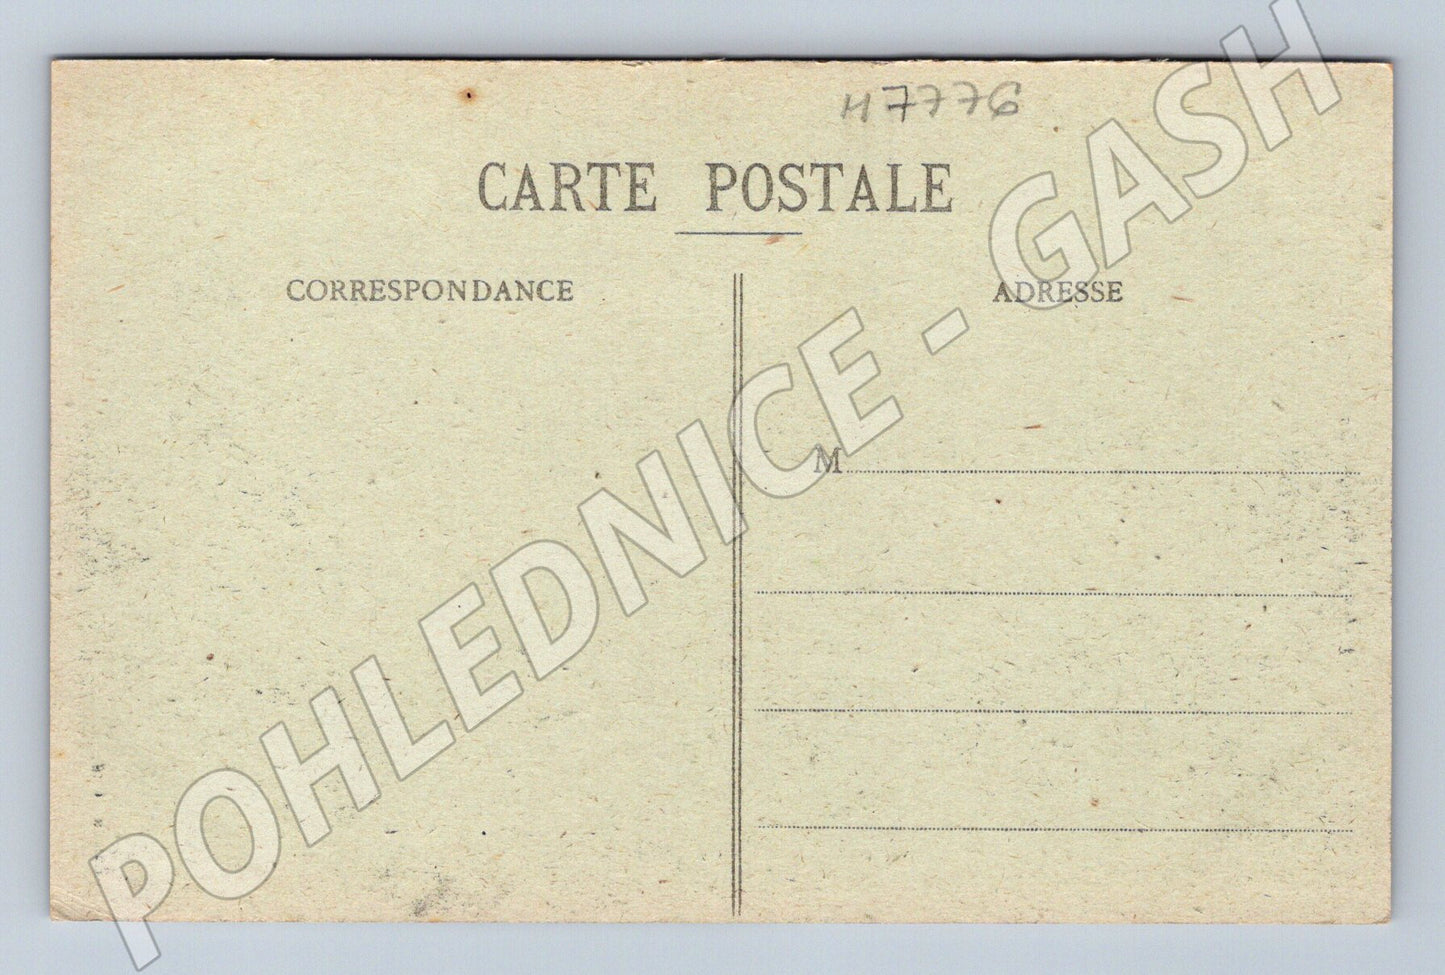 H7776
CARTE POSTALE
CORRESPONDANCE
ADRESSE
M
POHLEDNICE - GASH